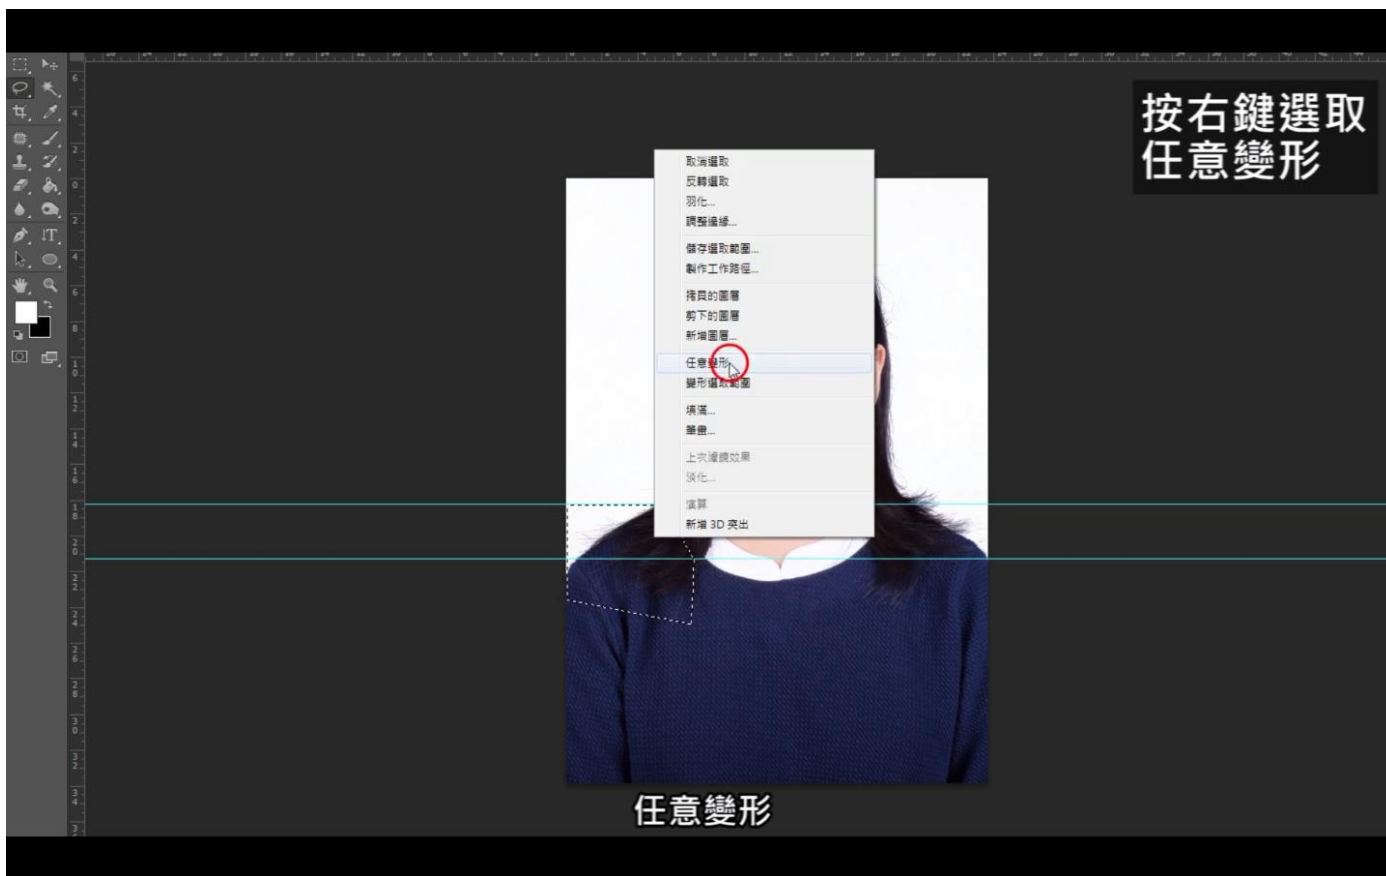 按右鍵選取
任意變形
取消選取
反轉選取
羽化...
調整邊緣...
儲存選取範圍...
製作工作路徑...
拷貝的圖層
剪下的圖層
新增圖層...
任意變形
變形選取範圍
填滿...
筆畫...
上次濾鏡效果
淡化...
演算
新增 3D 突出
任意變形